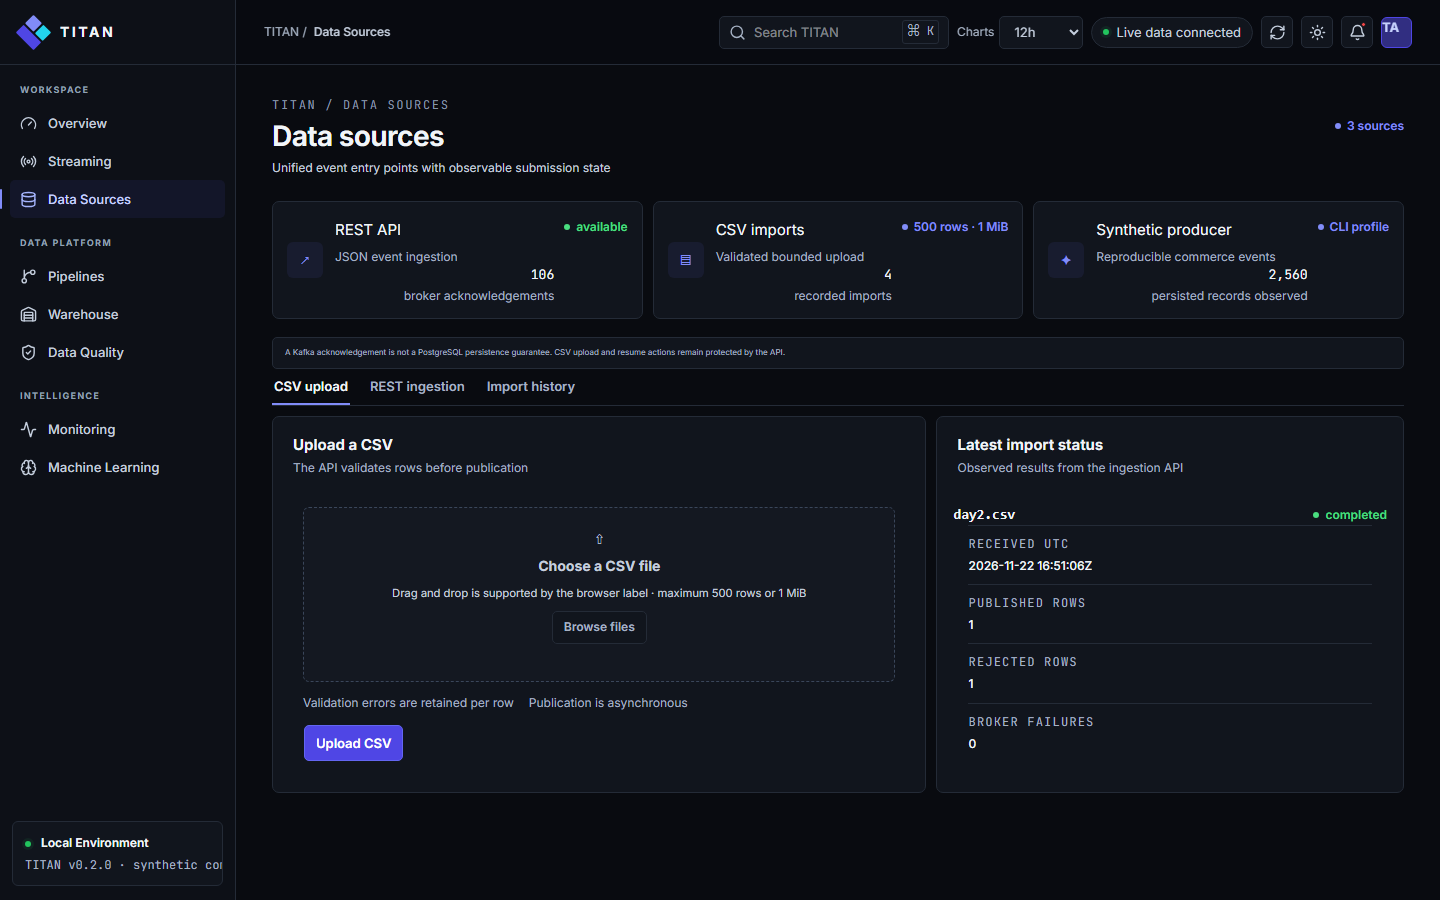 TITAN
TITAN / Data Sources
Search TITAN
⌘ K
Charts
12h
Live data connected
TA
WORKSPACE
Overview
Streaming
Data Sources
DATA PLATFORM
Pipelines
Warehouse
Data Quality
INTELLIGENCE
Monitoring
Machine Learning
Local Environment
TITAN v0.2.0 · synthetic
TITAN / DATA SOURCES
Data sources
Unified event entry points with observable submission state
3 sources
REST API
available
JSON event ingestion
106
broker acknowledgements
CSV imports
500 rows · 1 MiB
Validated bounded upload
4
recorded imports
Synthetic producer
CLI profile
Reproducible commerce events
2,560
persisted records observed
A Kafka acknowledgement is not a PostgreSQL persistence guarantee. CSV upload and resume actions remain protected by the API.
CSV upload
REST ingestion
Import history
Upload a CSV
The API validates rows before publication
Choose a CSV file
Drag and drop is supported by the browser label · maximum 500 rows or 1 MiB
Browse files
Validation errors are retained per row
Publication is asynchronous
Upload CSV
Latest import status
Observed results from the ingestion API
day2.csv
completed
RECEIVED UTC
2026-11-22 16:51:06Z
PUBLISHED ROWS
1
REJECTED ROWS
1
BROKER FAILURES
0